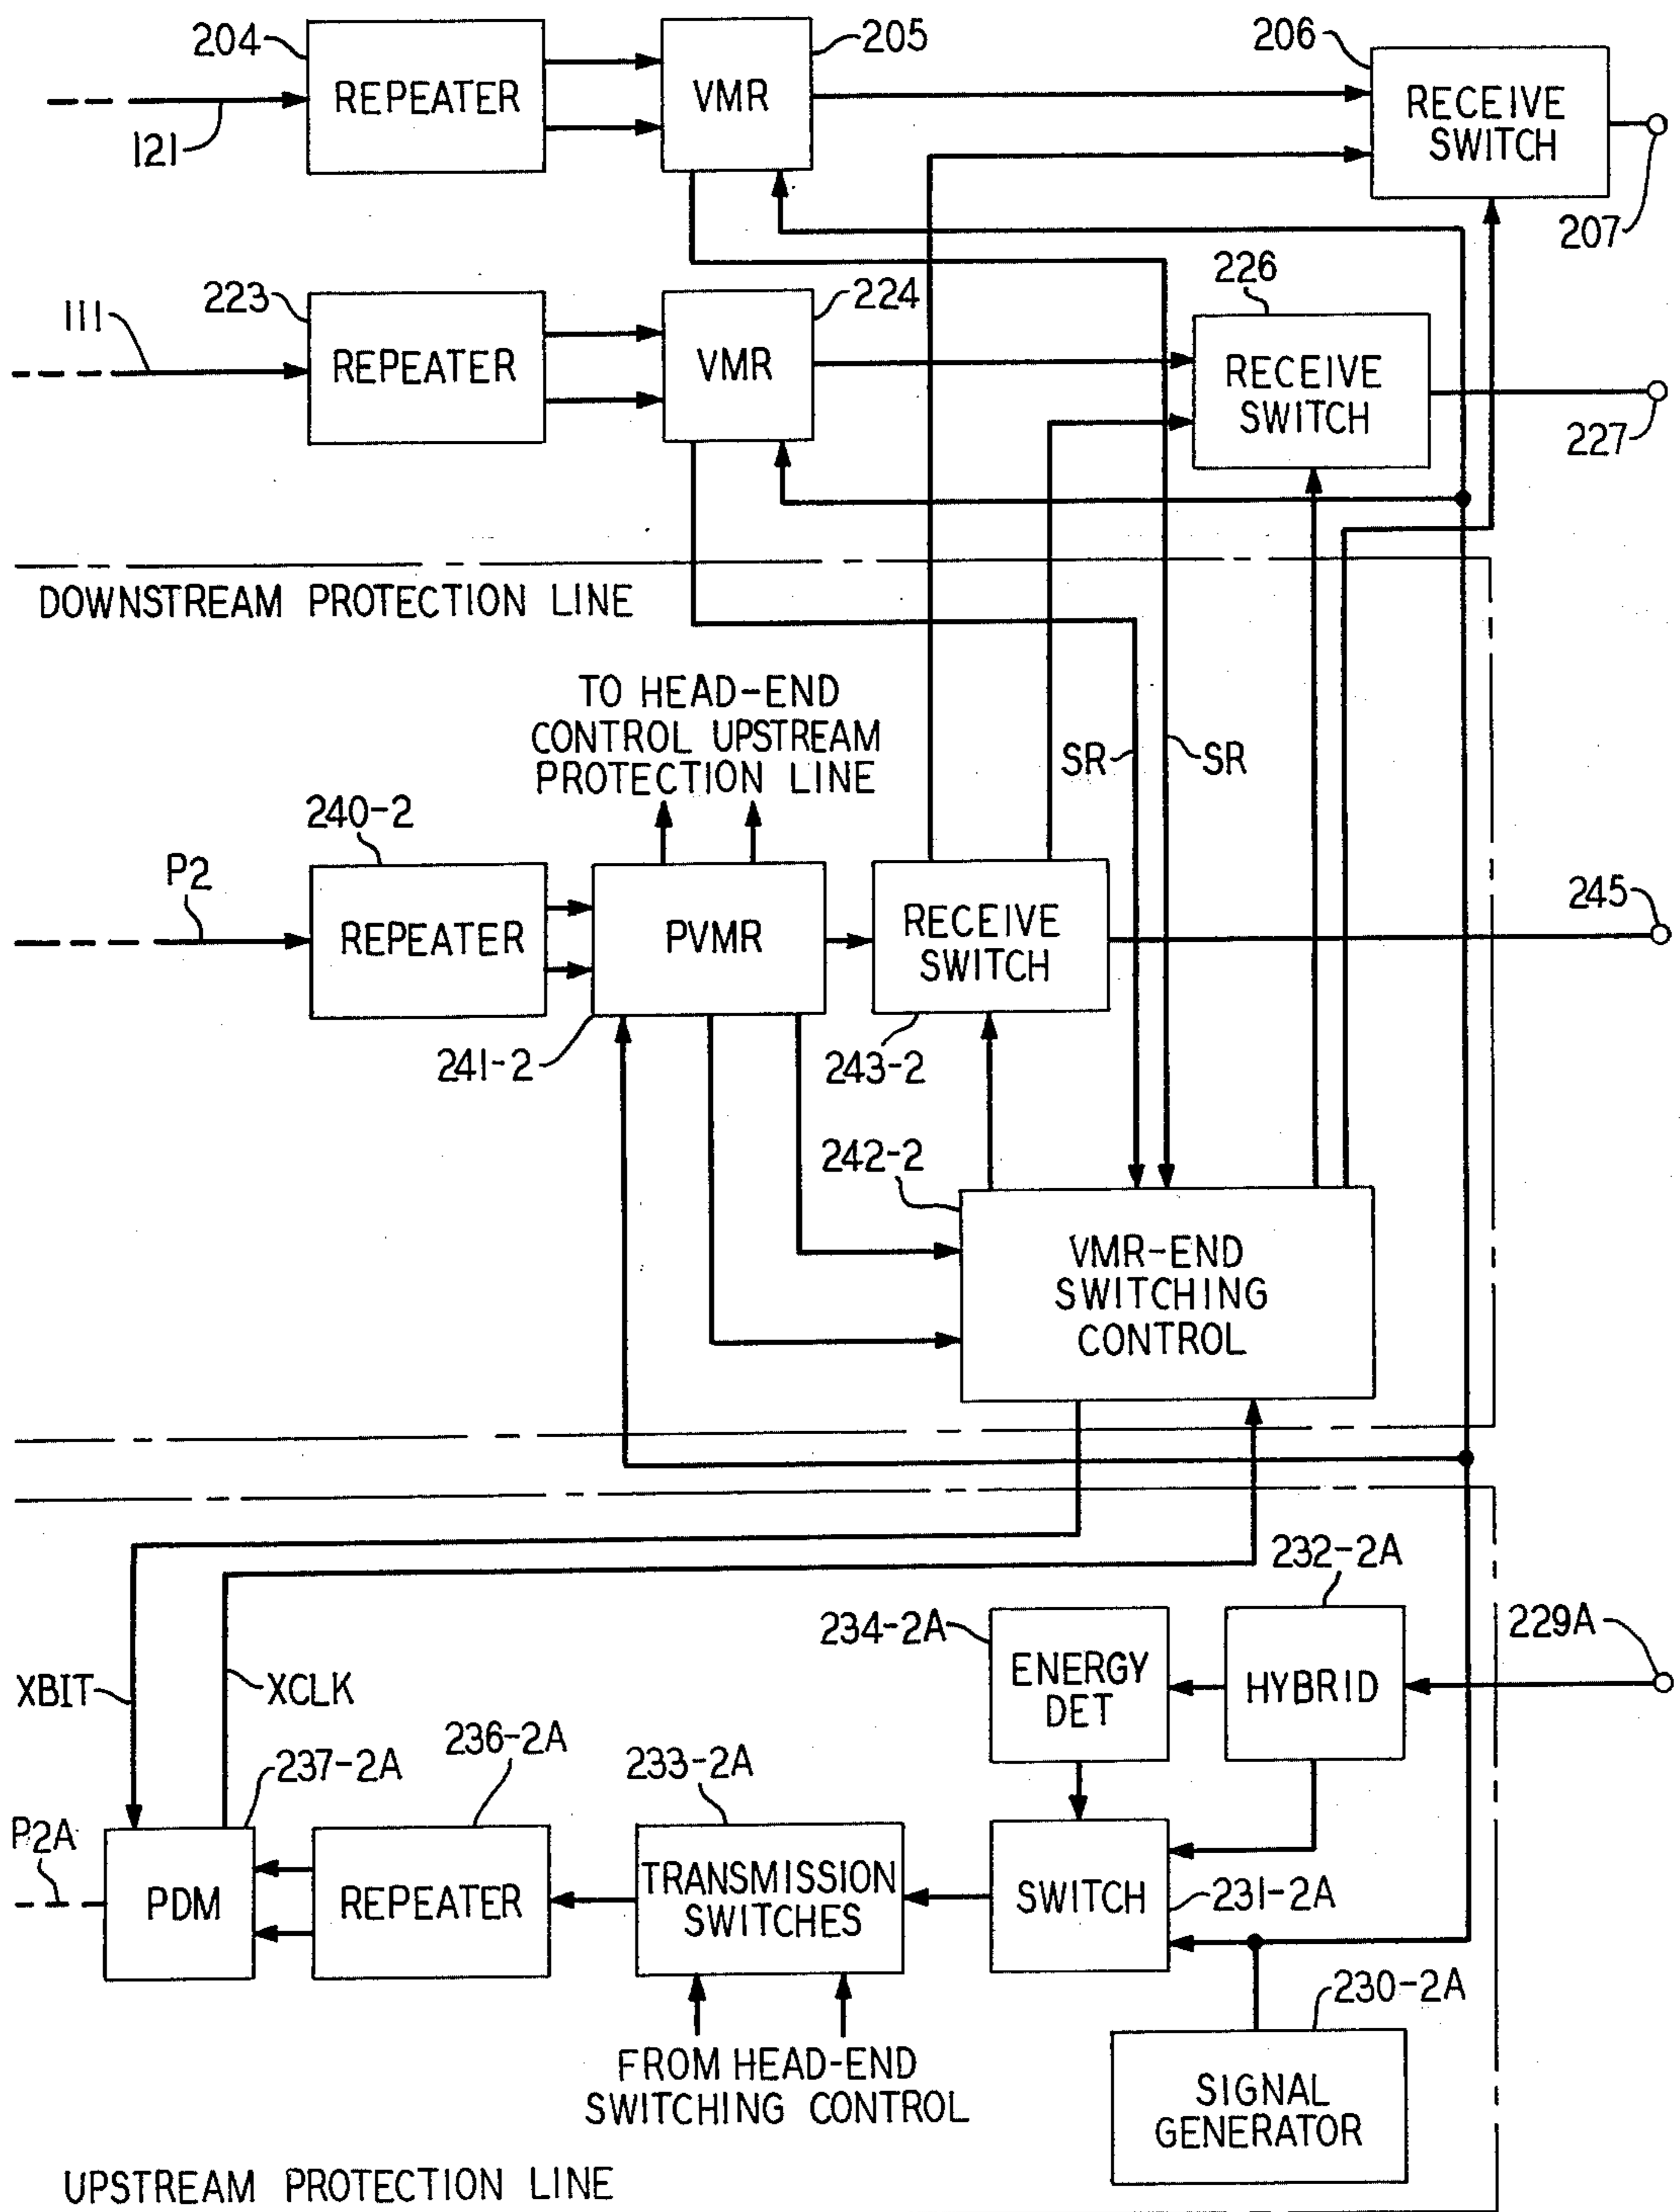 204
REPEATER
VMR
205
206
RECEIVE
SWITCH
121
207
111
223
REPEATER
VMR
224
226
RECEIVE
SWITCH
227
DOWNSTREAM PROTECTION LINE
TO HEAD-END
CONTROL UPSTREAM
PROTECTION LINE
SR
SR
P2
240-2
REPEATER
PVMR
241-2
RECEIVE
SWITCH
243-2
245
242-2
VMR-END
SWITCHING
CONTROL
XBIT
XCLK
234-2A
ENERGY
DET
232-2A
HYBRID
229A
P2A
237-2A
PDM
236-2A
REPEATER
233-2A
TRANSMISSION
SWITCHES
SWITCH
231-2A
230-2A
FROM HEAD-END
SWITCHING CONTROL
SIGNAL
GENERATOR
UPSTREAM PROTECTION LINE